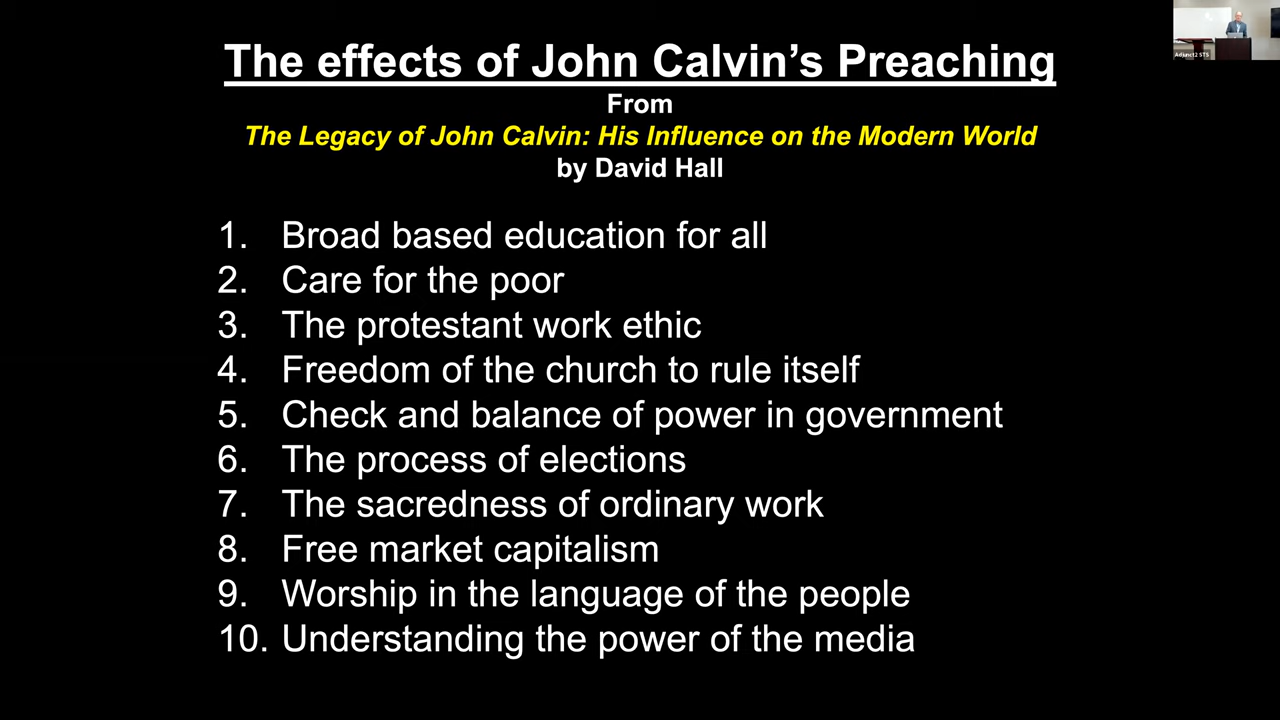 The effects of John Calvin's Preaching
From
The Legacy of John Calvin: His Influence on the Modern World
by David Hall
1. Broad based education for all
2. Care for the poor
3. The protestant work ethic
4. Freedom of the church to rule itself
5. Check and balance of power in government
6. The process of elections
7. The sacredness of ordinary work
8. Free market capitalism
9. Worship in the language of the people
10. Understanding the power of the media
Adjunct2 STS